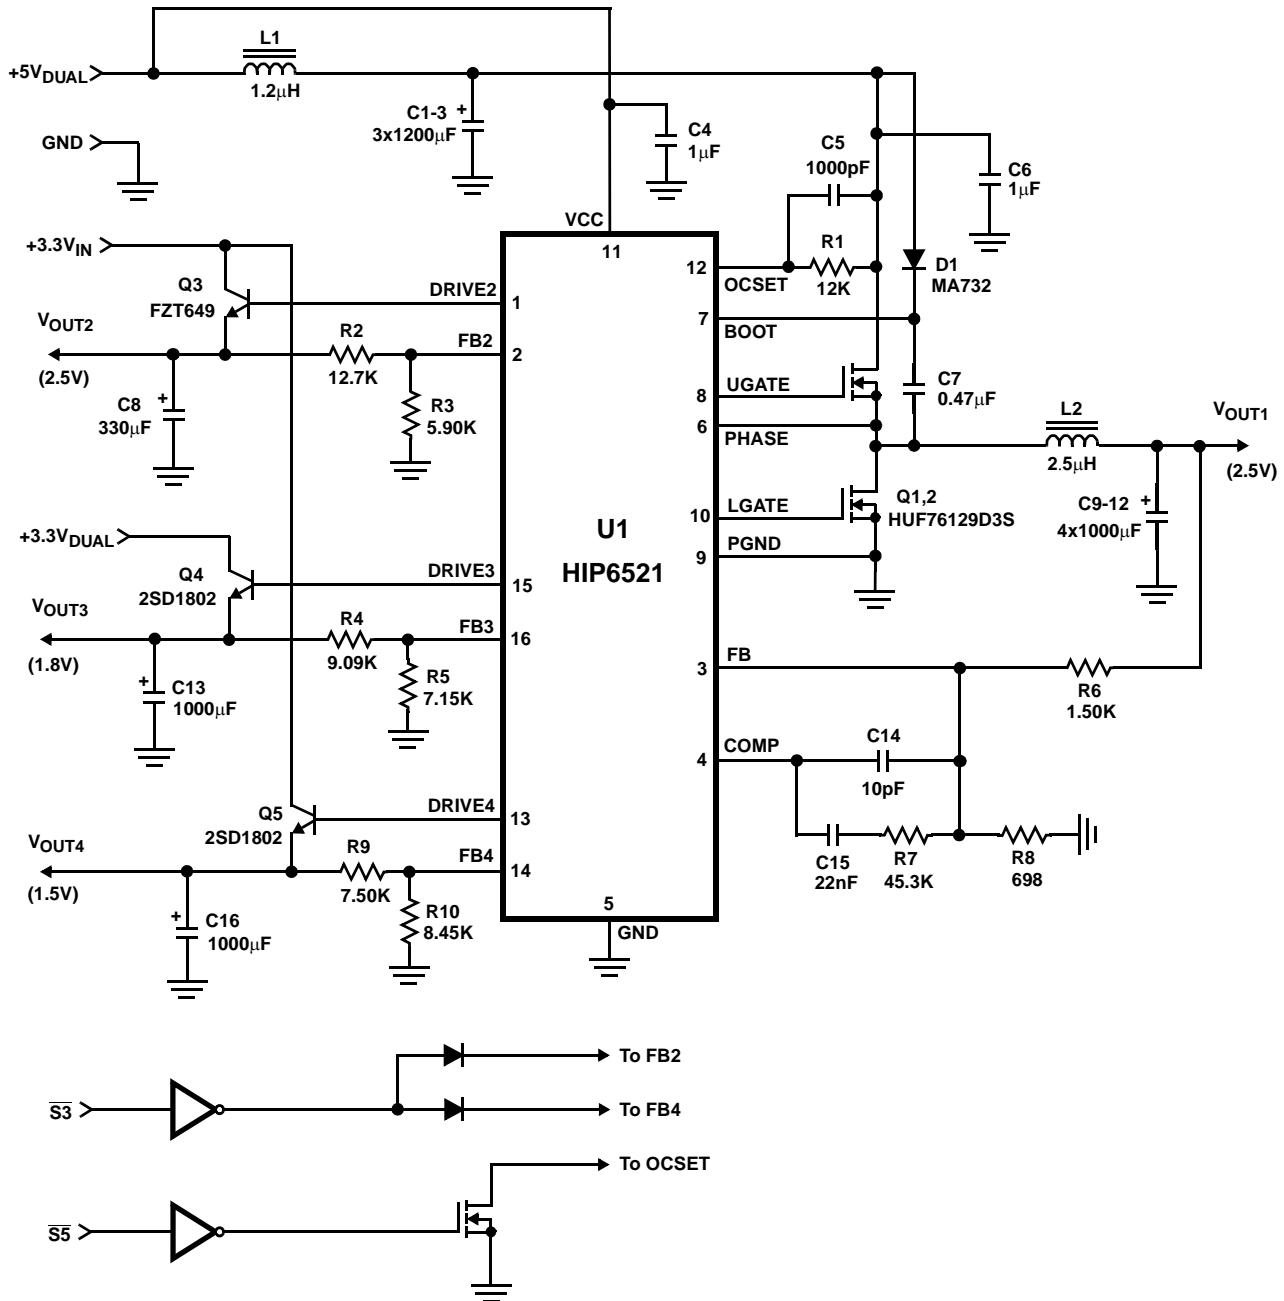 L1
+5VDUAL
1.2μH
C1-3
+
3x1200μF
C4
1μF
GND
C5
1000pF
C6
1μF
VCC
11
+3.3VIN
R1
12K
12
OCSET
D1
MA732
Q3
FZT649
DRIVE2
1
7
BOOT
VOUT2
(2.5V)
R2
12.7K
FB2
2
C8
+
330μF
R3
5.90K
8
UGATE
C7
0.47μF
6
PHASE
L2
2.5μH
VOUT1
(2.5V)
10
LGATE
Q1,2
HUF76129D3S
C9-12
+
4x1000μF
9
PGND
U1
HIP6521
+3.3VDUAL
Q4
2SD1802
DRIVE3
15
VOUT3
(1.8V)
R4
9.09K
FB3
16
C13
+
1000μF
R5
7.15K
3
FB
R6
1.50K
4
COMP
C14
10pF
Q5
2SD1802
DRIVE4
13
VOUT4
(1.5V)
R9
7.50K
FB4
14
C15
22nF
R7
45.3K
R8
698
C16
+
1000μF
R10
8.45K
5
GND
S3
To FB2
To FB4
To OCSET
S5